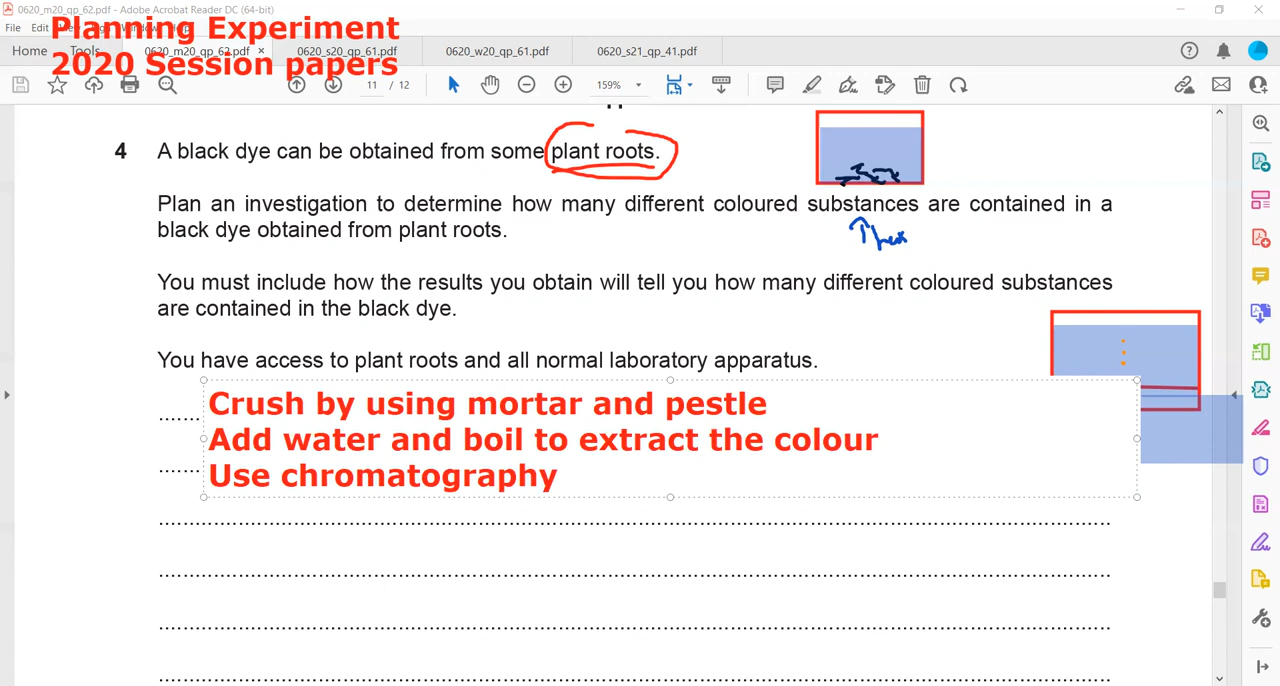 0620_m20_qp_62.pdf - Adobe Acrobat Reader DC (64-bit)
File Edit
Planning Experiment
2020 Session papers
Home Tools 0620_m20_qp_62.pdf × 0620_s20_qp_61.pdf 0620_w20_qp_61.pdf 0620_s21_qp_41.pdf
11 / 12 159%
4 A black dye can be obtained from some plant roots.
Plan an investigation to determine how many different coloured substances are contained in a
black dye obtained from plant roots.
You must include how the results you obtain will tell you how many different coloured substances
are contained in the black dye.
You have access to plant roots and all normal laboratory apparatus.
Crush by using mortar and pestle
Add water and boil to extract the colour
Use chromatography